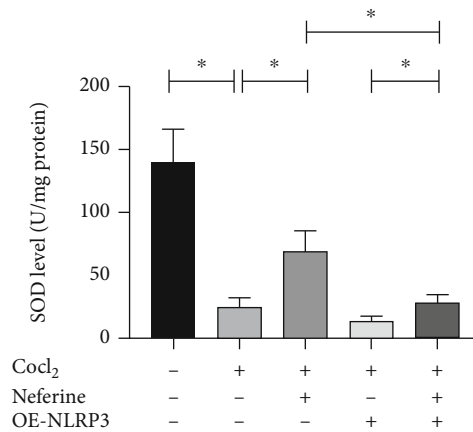 *
* * *
SOD level (U/mg protein)
200
150
100
50
0
Cocl₂ – + + + +
Neferine – – + – +
OE-NLRP3 – – – + +